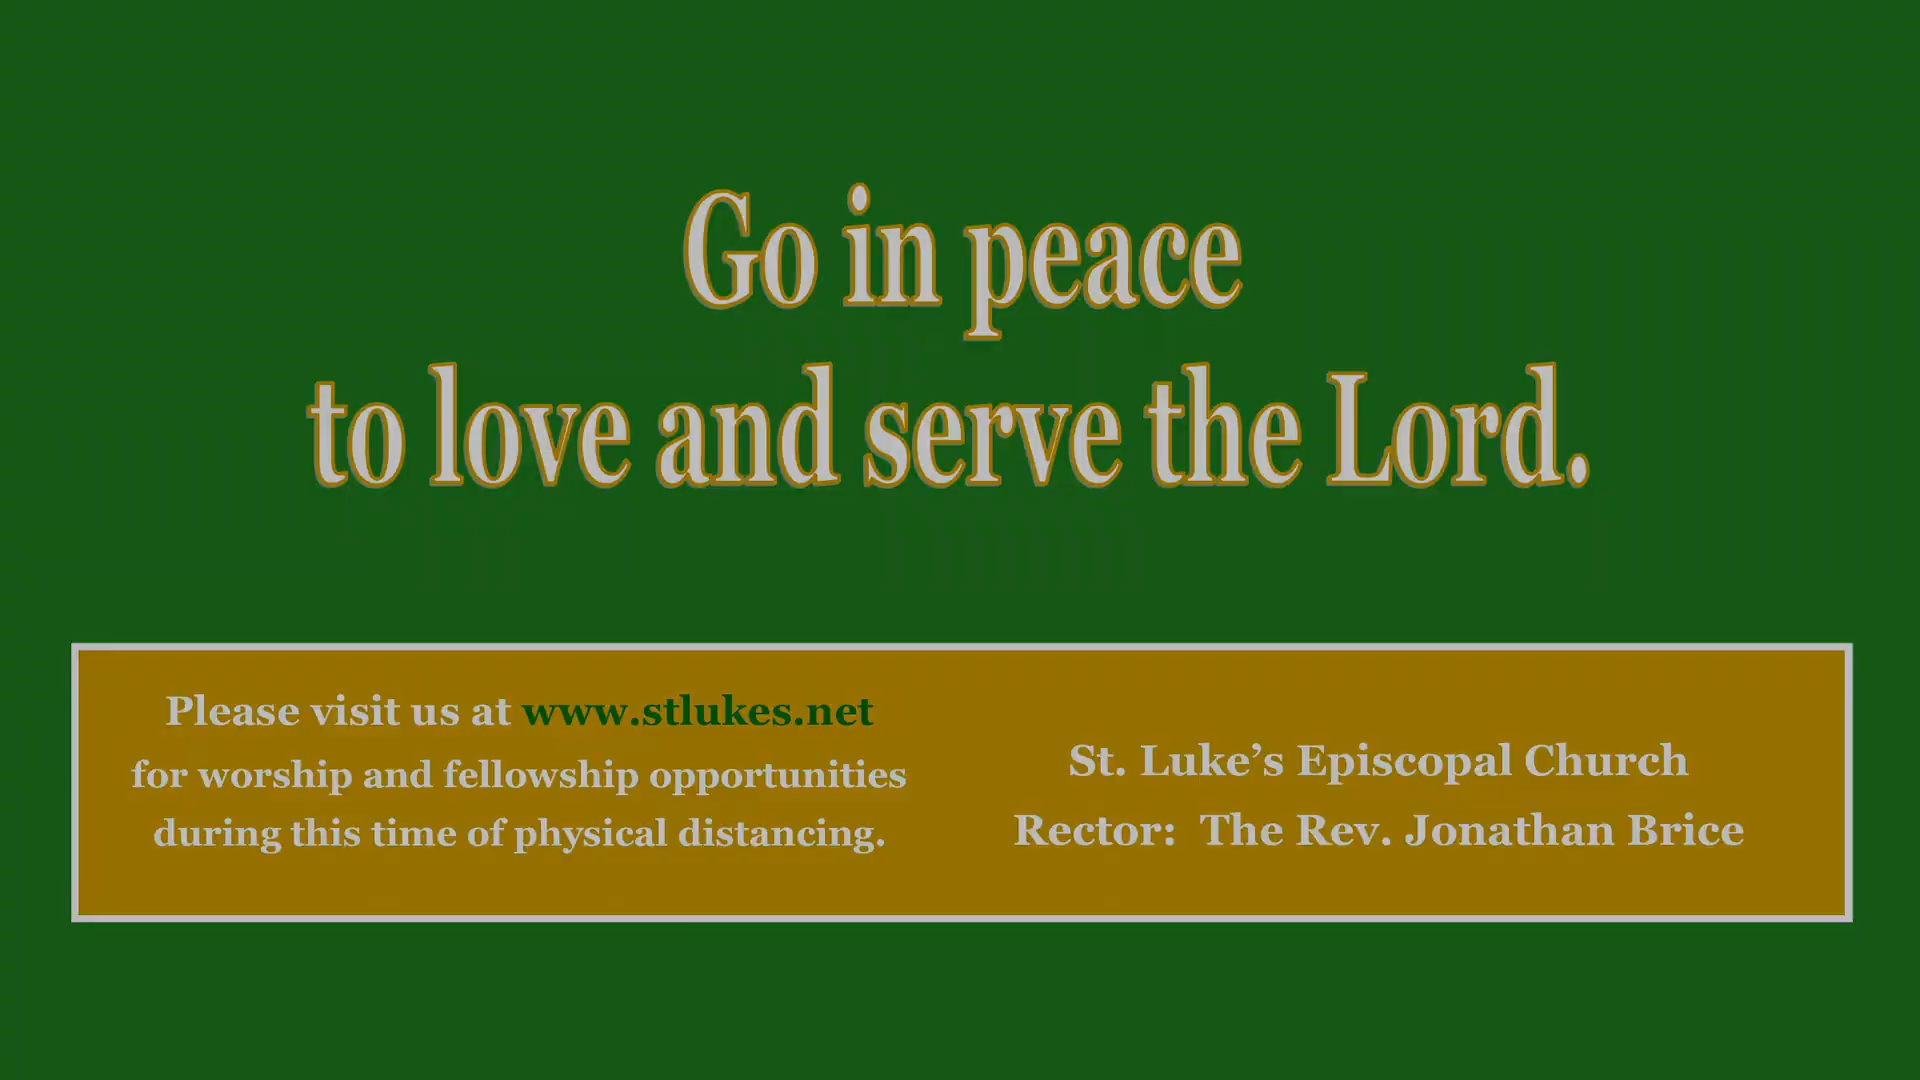 Go in peace
to love and serve the Lord.
Please visit us at www.stlukes.net
for worship and fellowship opportunities
during this time of physical distancing.
St. Luke’s Episcopal Church
Rector:  The Rev. Jonathan Brice